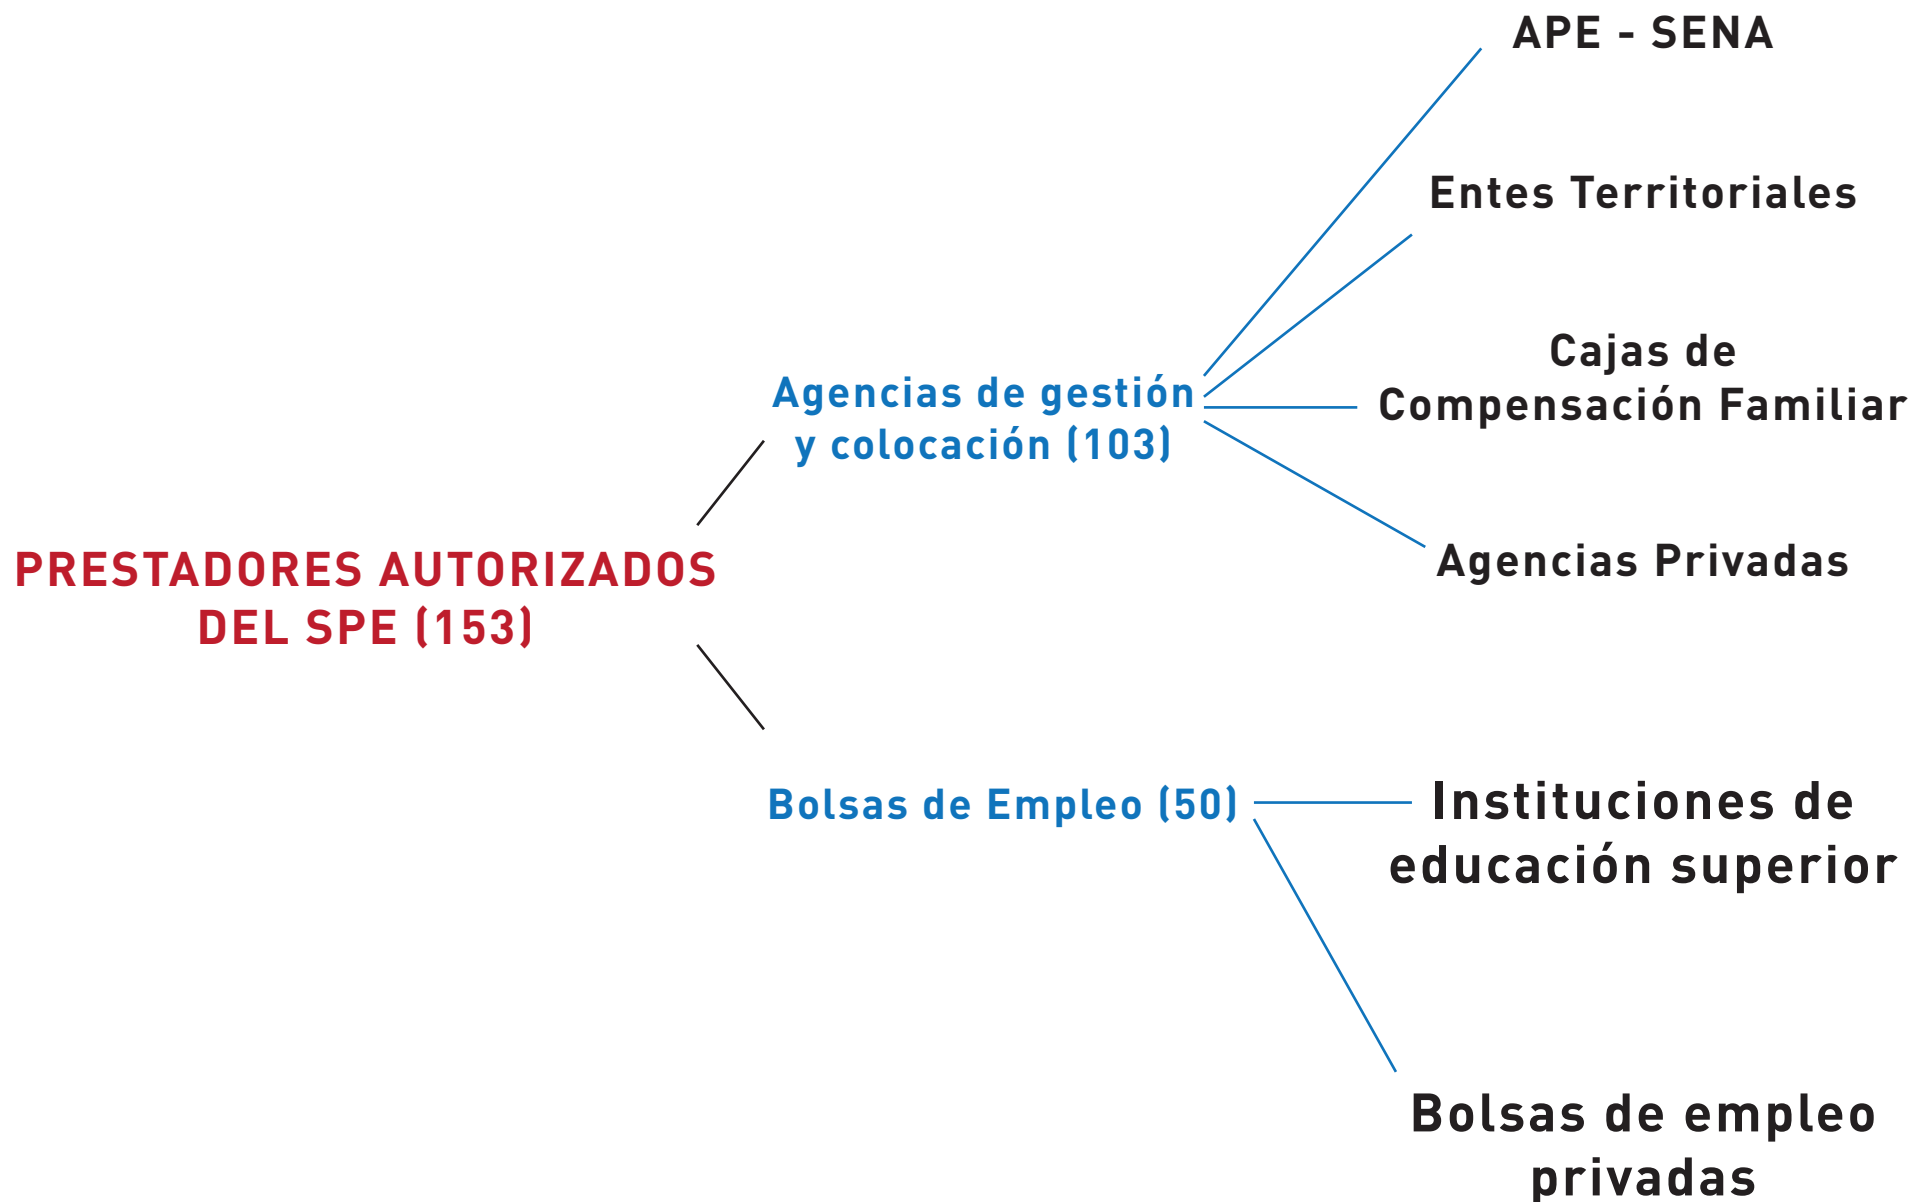 APE - SENA
Entes Territoriales
Cajas de
Compensación Familiar
Agencias de gestión
y colocación (103)
Agencias Privadas
PRESTADORES AUTORIZADOS
DEL SPE (153)
Bolsas de Empleo (50)
Instituciones de
educación superior
Bolsas de empleo
privadas